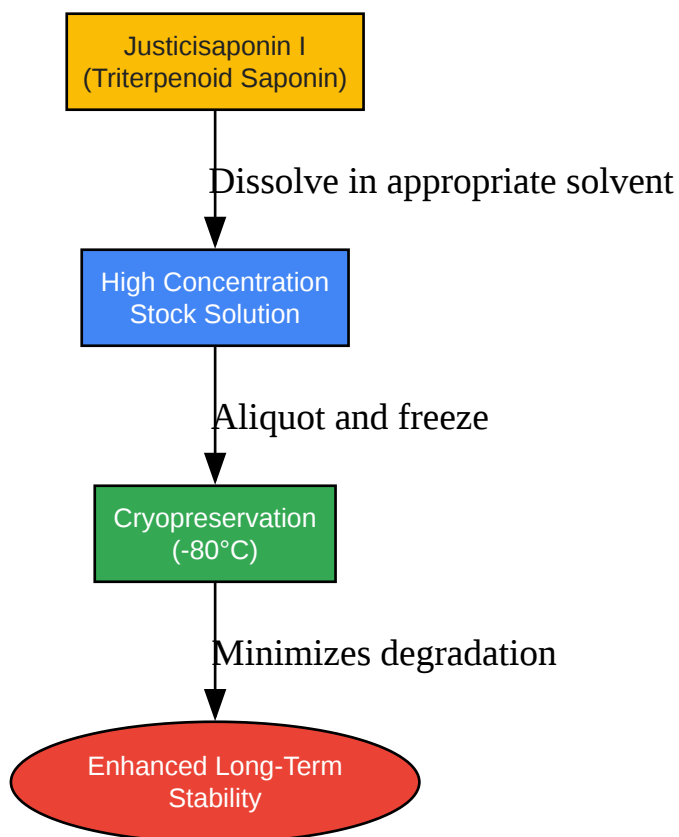 Justicisaponin I
(Triterpenoid Saponin)
Dissolve in appropriate solvent
High Concentration
Stock Solution
Aliquot and freeze
Cryopreservation
(-80°C)
Minimizes degradation
Enhanced Long-Term
Stability